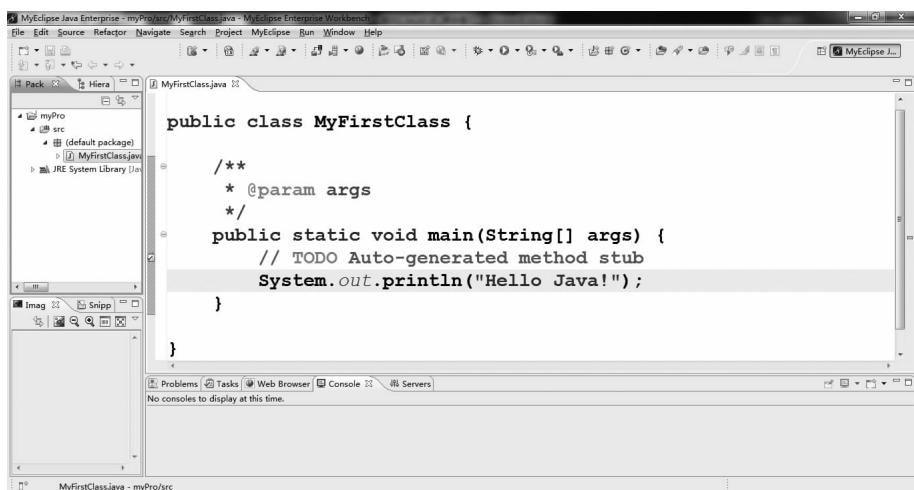 MyEclipse Java Enterprise - myPro/src/MyFirstClass.java - MyEclipse Enterprise Workbench
File Edit Source Refactor Navigate Search Project MyEclipse Run Window Help
MyEclipse J...
Pack Hiera
myPro
src
(default package)
MyFirstClass.java
JRE System Library [Jav
MyFirstClass.java
public class MyFirstClass {
/**
* @param args
*/
public static void main(String[] args) {
// TODO Auto-generated method stub
System.out.println("Hello Java!");
}
}
Imag Snipp
Problems Tasks Web Browser Console Servers
No consoles to display at this time.
MyFirstClass.java - myPro/src